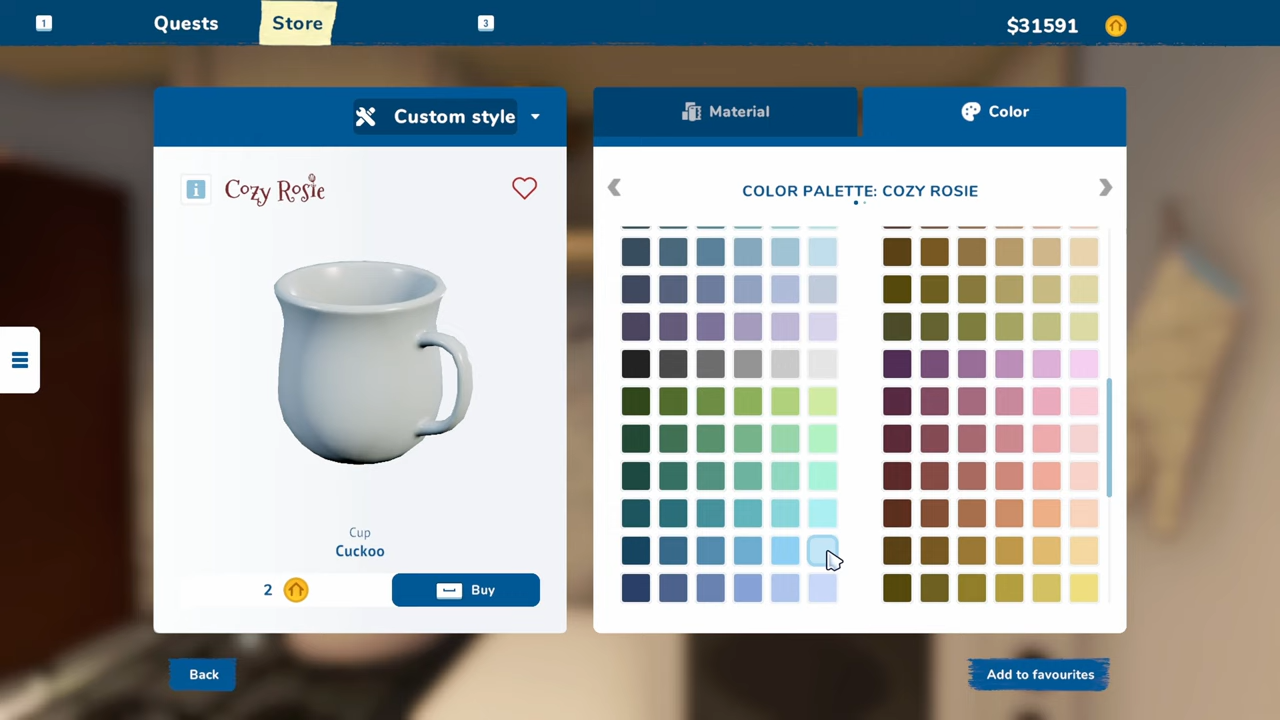 1
Quests
Store
3
$31591
Custom style
Material
Color
i
Cozy Rosie
COLOR PALETTE: COZY ROSIE
Cup
Cuckoo
2
Buy
Back
Add to favourites